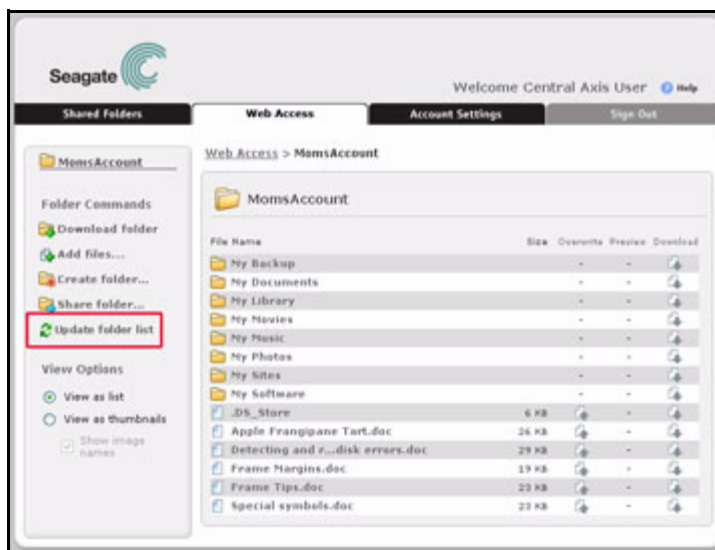 Seagate
Welcome Central Axis User Help
Shared Folders Web Access Account Settings Sign Out
MomsAccount
Folder Commands
Download folder
Add files...
Create folder...
Share folder...
Update folder list
View Options
View as list
View as thumbnails
Show image names
Web Access > MomsAccount
MomsAccount
File Name Size Overwrite Preview Download
My Backup - -
My Documents - -
My Library - -
My Movies - -
My Music - -
My Photos - -
My Sites - -
My Software - -
.DS_Store 6 KB -
Apple Frangipane Tart.doc 26 KB -
Detecting and r...disk errors.doc 29 KB -
Frame Margins.doc 19 KB -
Frame Tips.doc 23 KB -
Special symbols.doc 23 KB -